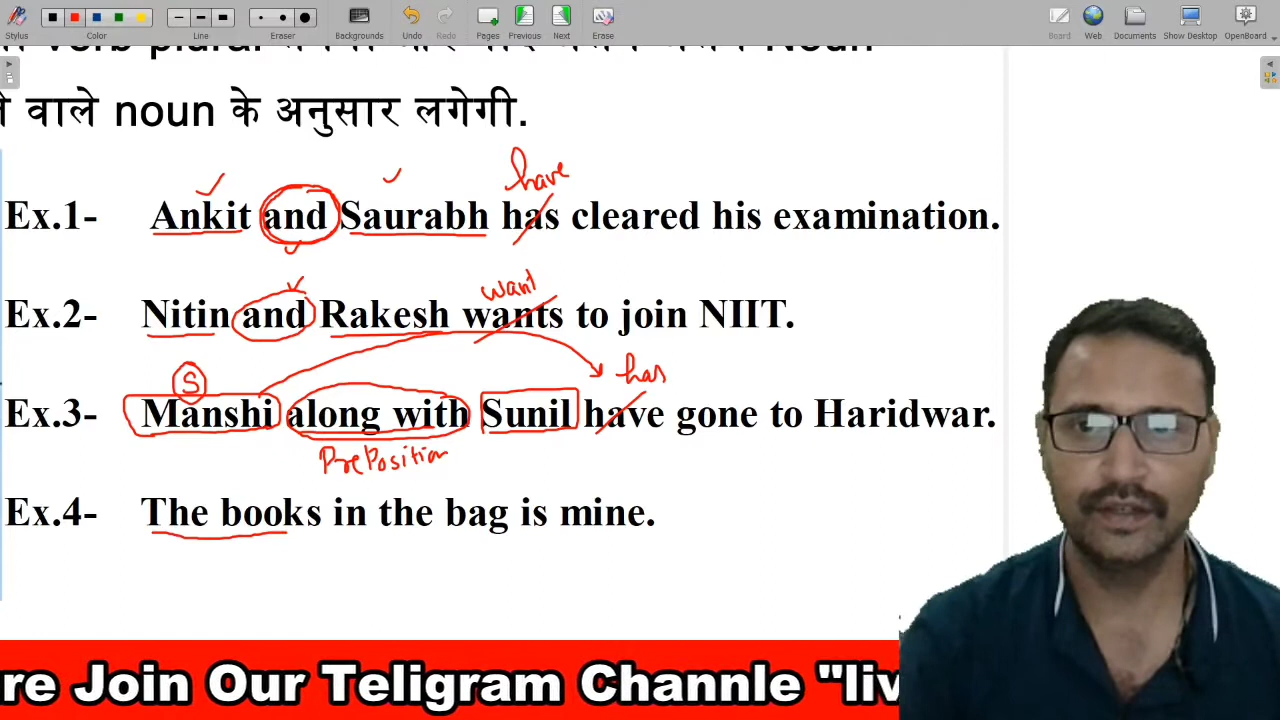 Stylus
Color
Line
Eraser
Backgrounds
Undo
Redo
Pages
Previous
Next
Erase
Board
Web
Documents
Show Desktop
OpenBoard
verb plural Noun
वाले noun के अनुसार लगेगी.
have
Ex.1- Ankit and Saurabh has cleared his examination.
want
Ex.2- Nitin and Rakesh wants to join NIIT.
S has
Ex.3- Manshi along with Sunil have gone to Haridwar.
PrePosition
Ex.4- The books in the bag is mine.
re Join Our Teligram Channle "liv